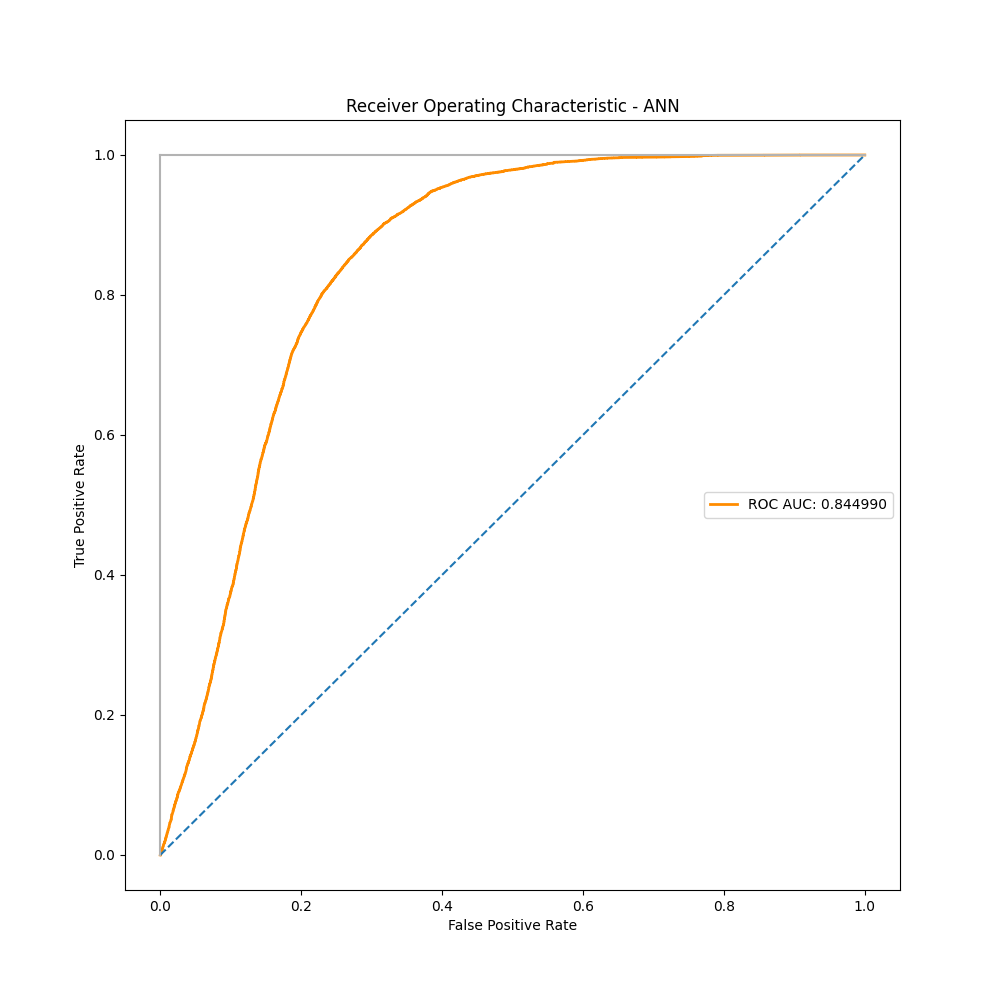 Receiver Operating Characteristic - ANN
1.0
0.8
0.6
0.4
0.2
0.0
True Positive Rate
ROC AUC: 0.844990
0.0 0.2 0.4 0.6 0.8 1.0
False Positive Rate